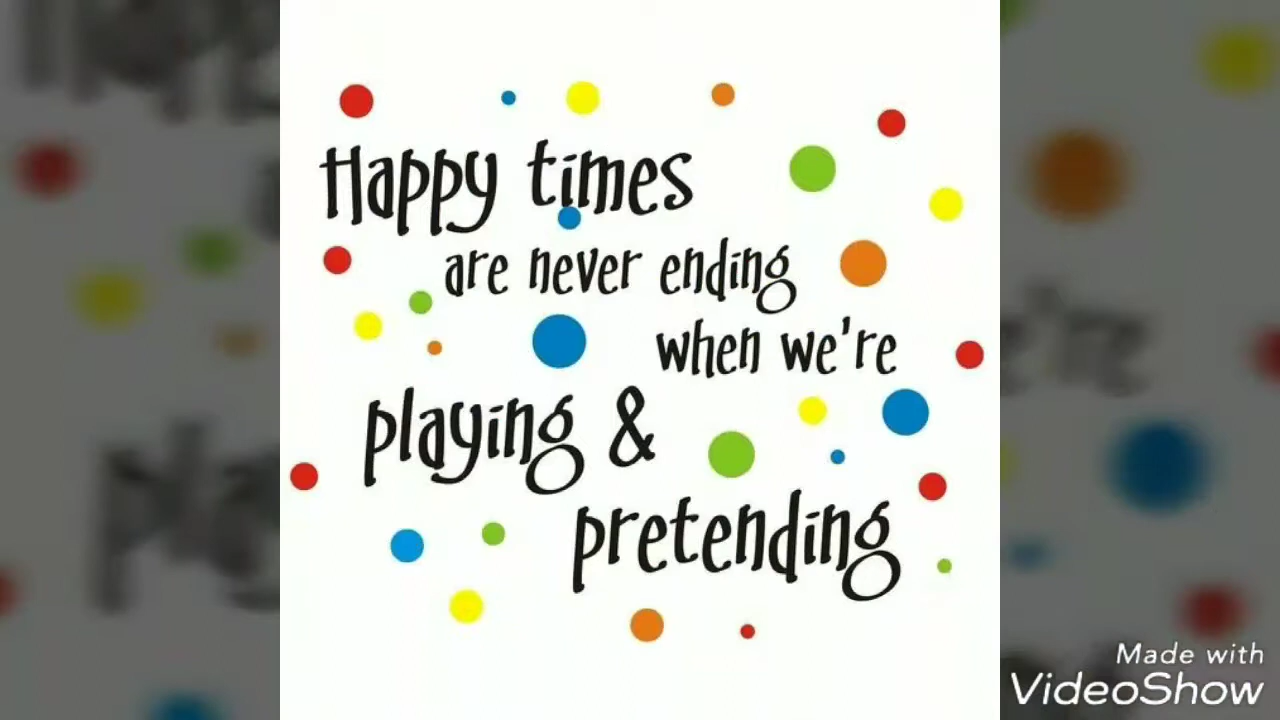 Happy times
are never ending
when we're
playing &
pretending
Made with
VideoShow